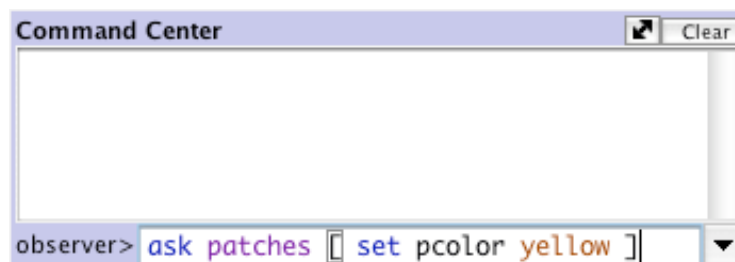 Command Center Clear
observer> ask patches [ set pcolor yellow ]